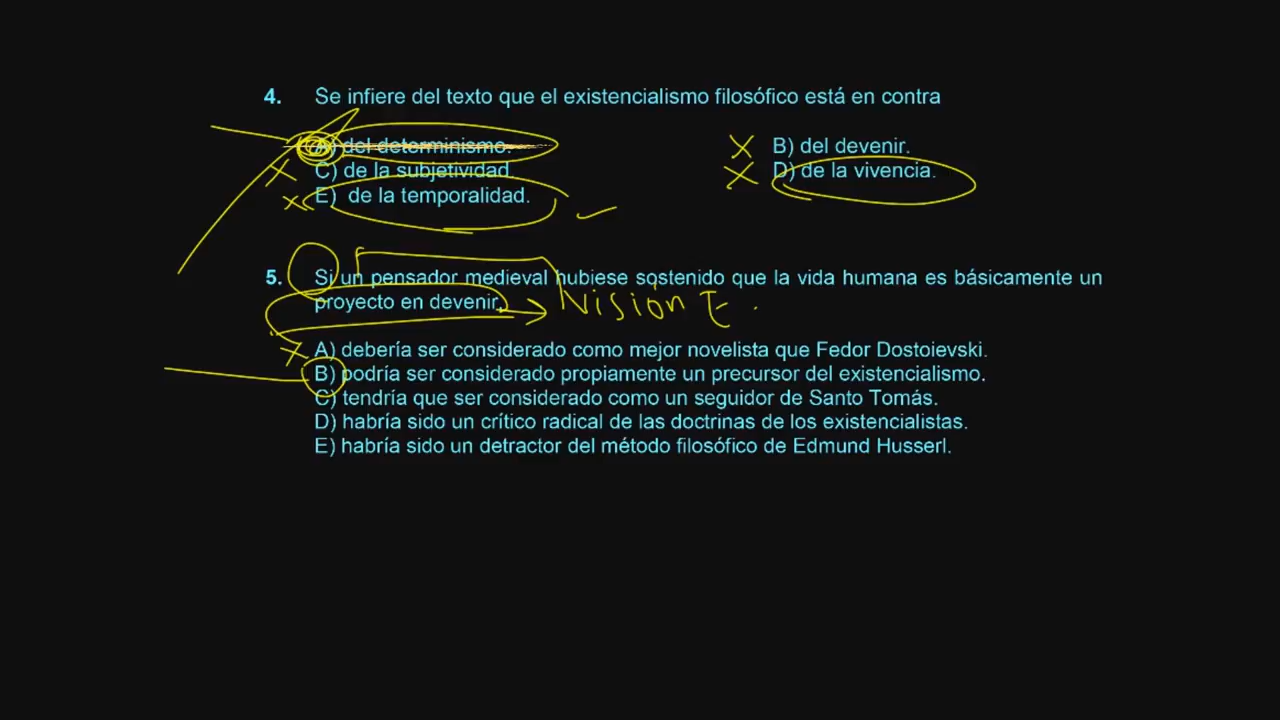 4. Se infiere del texto que el existencialismo filosófico está en contra
A) del determinismo. B) del devenir.
C) de la subjetividad. D) de la vivencia.
E) de la temporalidad.
5. Si un pensador medieval hubiese sostenido que la vida humana es básicamente un
proyecto en devenir, Visión E
A) debería ser considerado como mejor novelista que Fedor Dostoievski.
B) podría ser considerado propiamente un precursor del existencialismo.
C) tendría que ser considerado como un seguidor de Santo Tomás.
D) habría sido un crítico radical de las doctrinas de los existencialistas.
E) habría sido un detractor del método filosófico de Edmund Husserl.